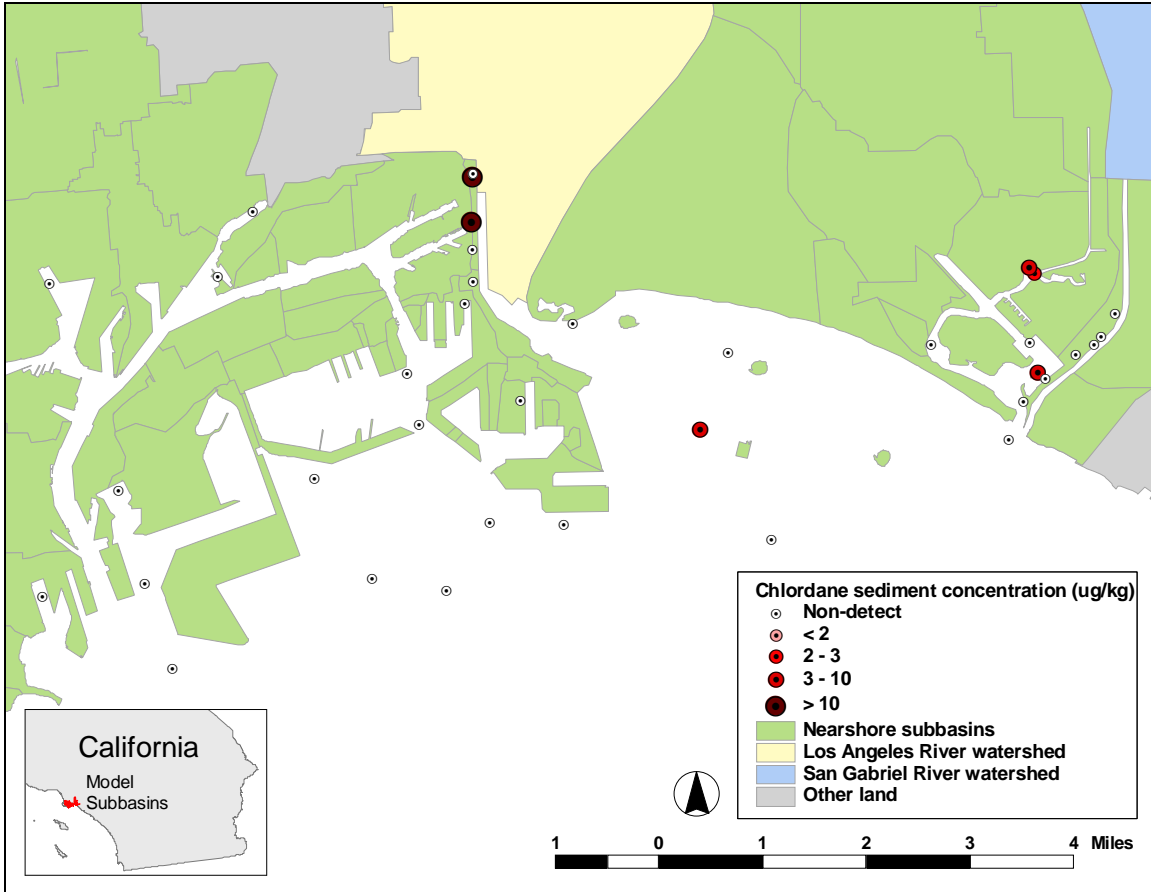 Chlordane sediment concentration (ug/kg)
Non-detect
< 2
2 - 3
3 - 10
> 10
Nearshore subbasins
Los Angeles River watershed
San Gabriel River watershed
Other land
California
Model
Subbasins
1 0 1 2 3 4 Miles